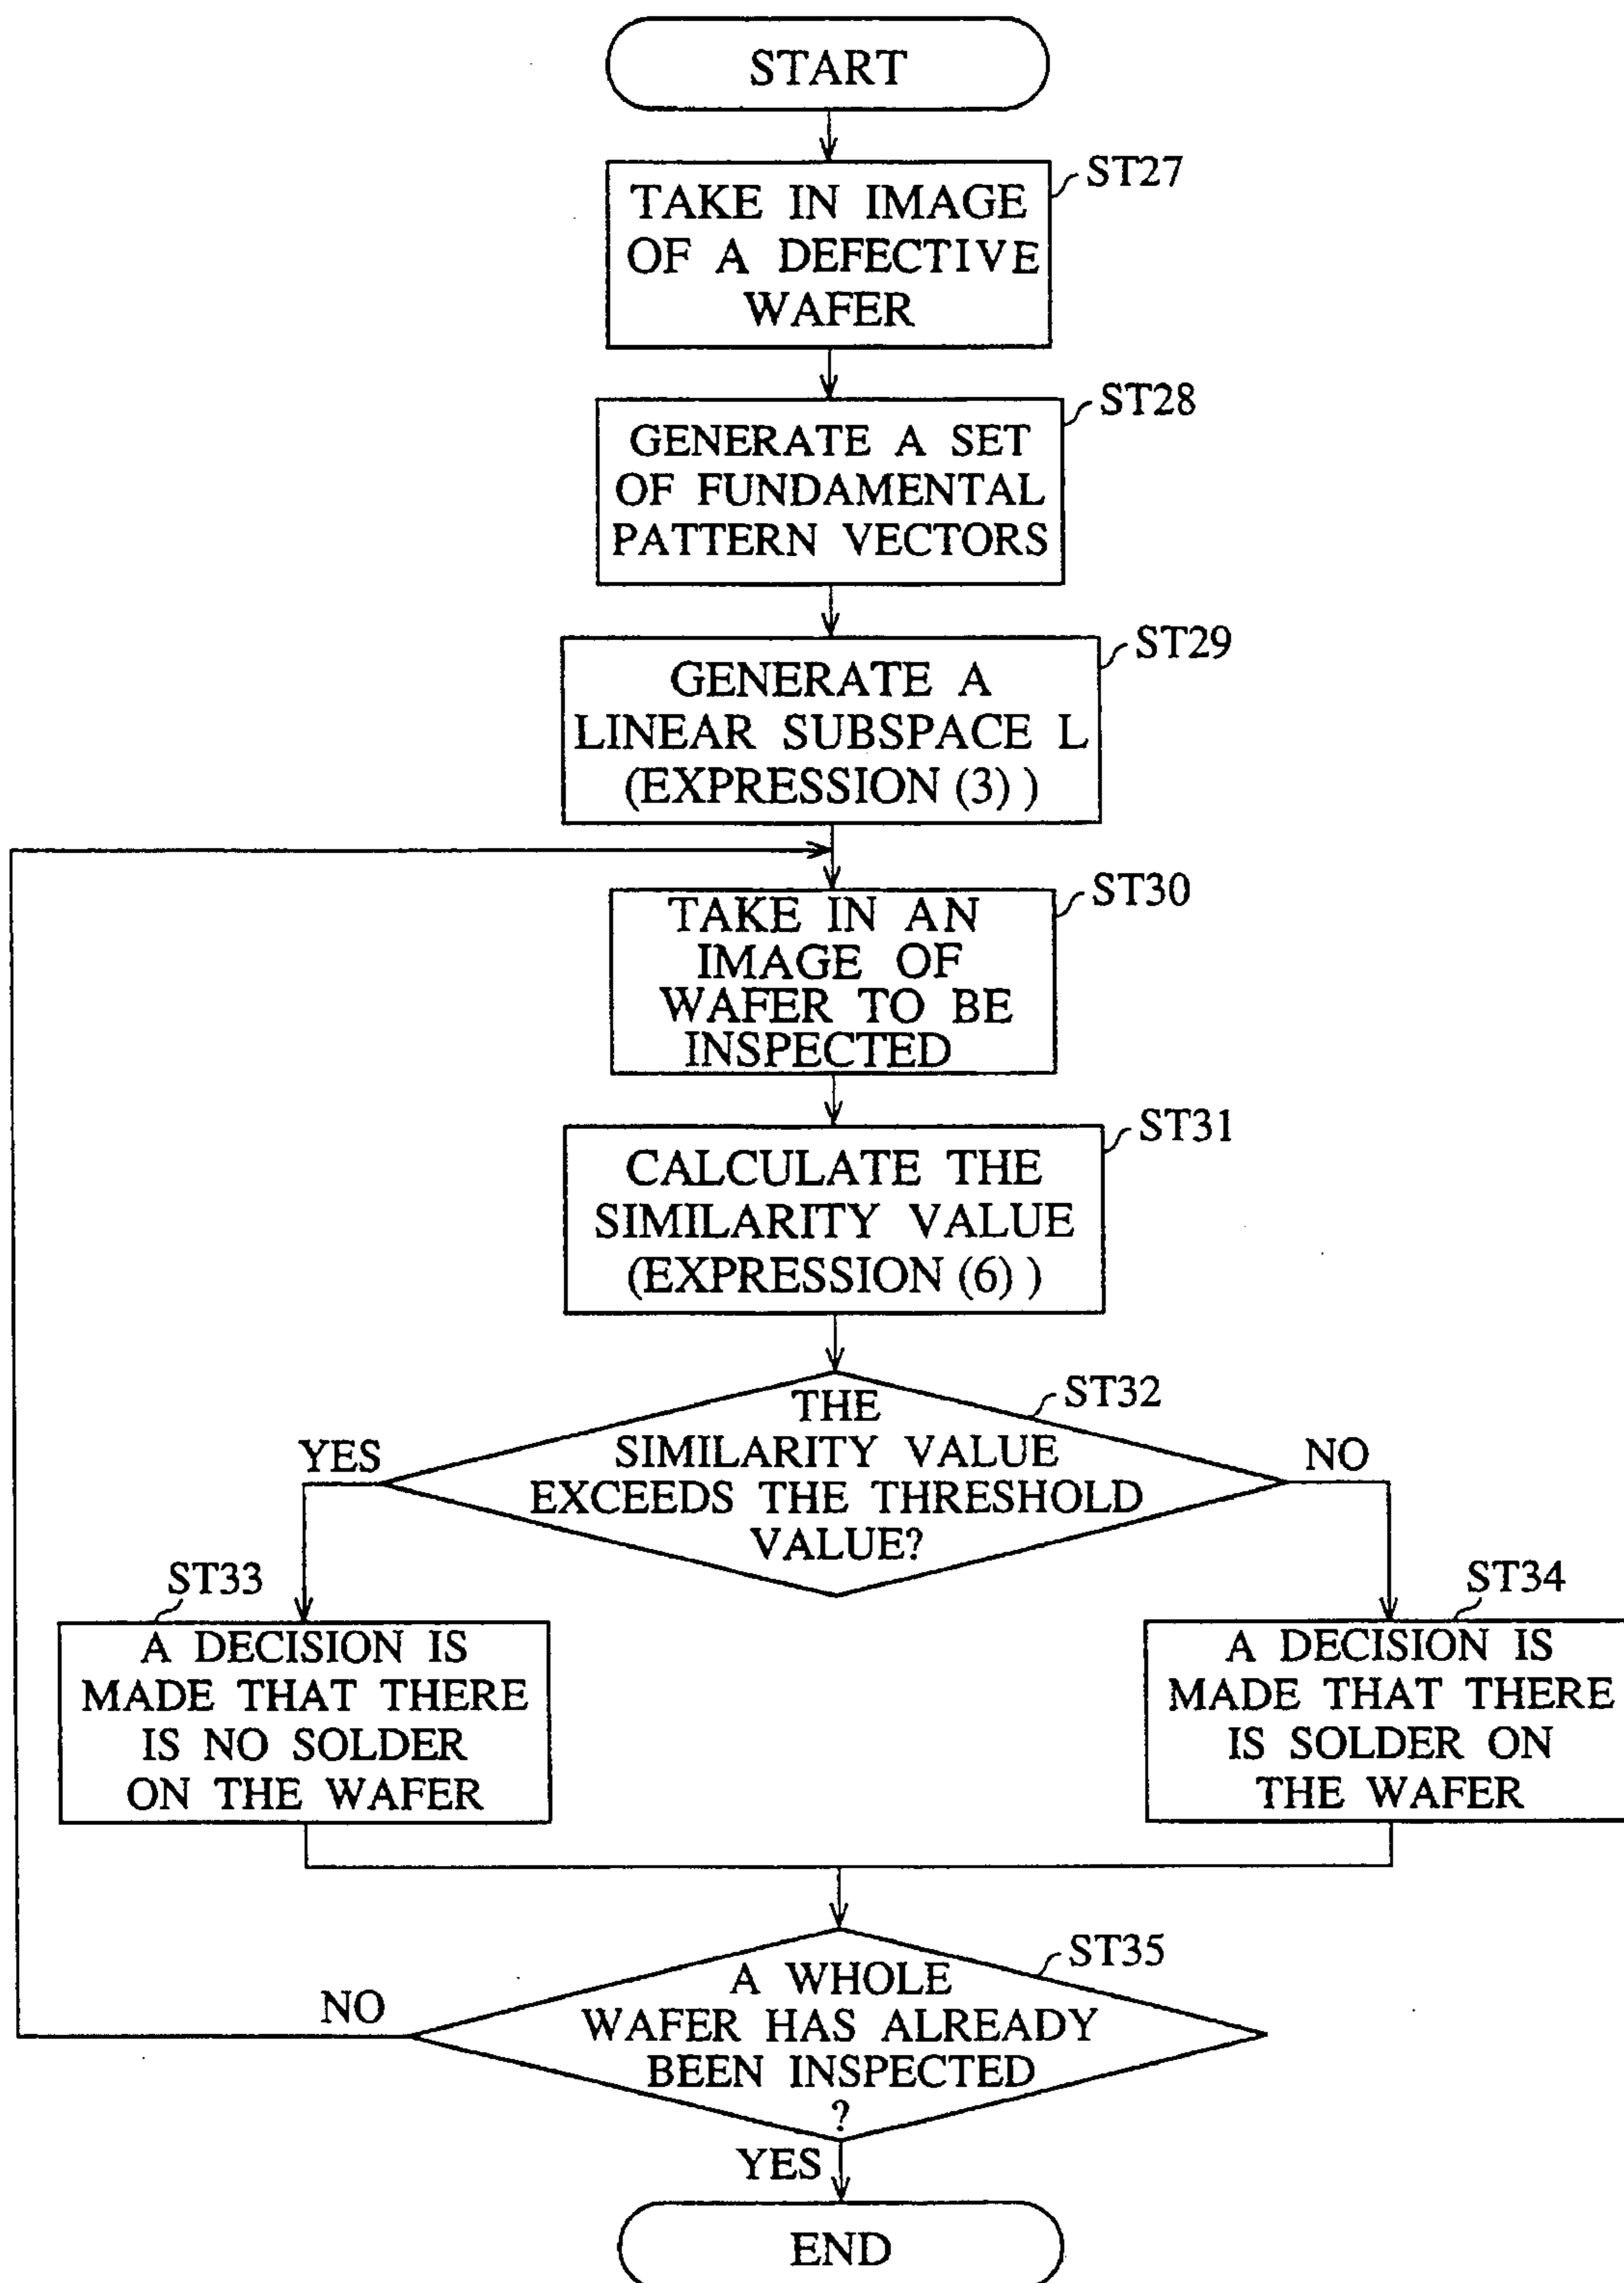 START
ST27
TAKE IN IMAGE
OF A DEFECTIVE
WAFER
ST28
GENERATE A SET
OF FUNDAMENTAL
PATTERN VECTORS
ST29
GENERATE A
LINEAR SUBSPACE L
(EXPRESSION (3) )
ST30
TAKE IN AN
IMAGE OF
WAFER TO BE
INSPECTED
ST31
CALCULATE THE
SIMILARITY VALUE
(EXPRESSION (6) )
ST32
THE
SIMILARITY VALUE
EXCEEDS THE THRESHOLD
VALUE?
YES
NO
ST33
A DECISION IS
MADE THAT THERE
IS NO SOLDER
ON THE WAFER
ST34
A DECISION IS
MADE THAT THERE
IS SOLDER ON
THE WAFER
ST35
A WHOLE
WAFER HAS ALREADY
BEEN INSPECTED
?
NO
YES
END